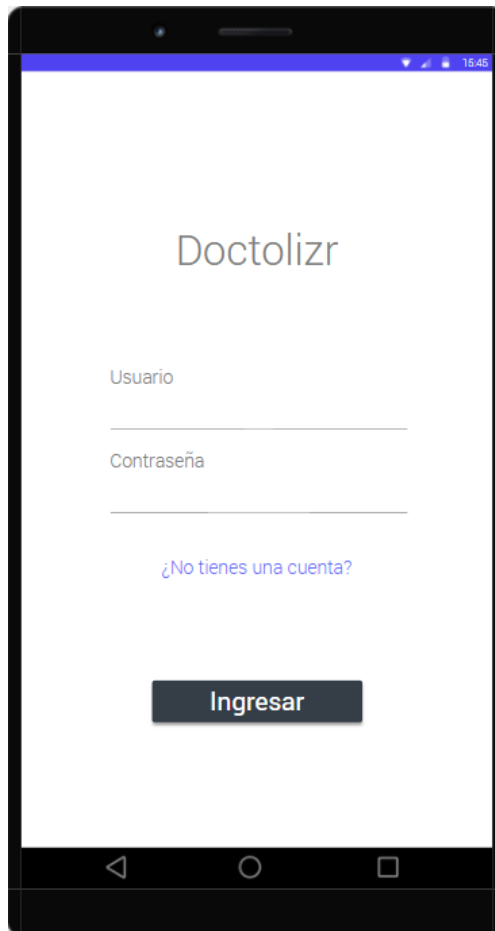 15:45
Doctolizr
Usuario
Contraseña
¿No tienes una cuenta?
Ingresar